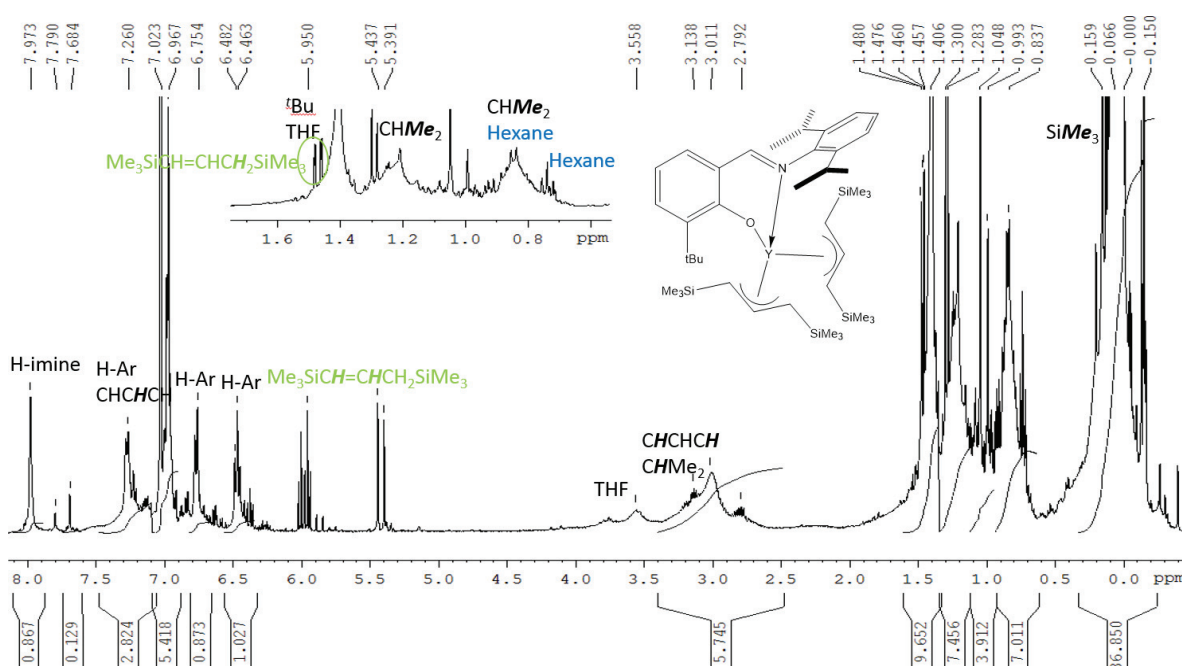 7.973 7.790 7.684 7.260 7.023 6.967 6.754 6.482 6.463 5.950 5.437 5.391 3.558 3.138 3.011 2.792 1.480 1.476 1.460 1.457 1.406 1.300 1.283 1.048 0.993 0.837 0.159 0.066 -0.000 -0.150
tBu
THF
CHMe2
CHMe2
Hexane
Hexane
Me3SiCH=CHCH2SiMe3
1.6 1.4 1.2 1.0 0.8 ppm
N
O
Y
tBu
SiMe3
Me3Si
SiMe3
SiMe3
SiMe3
H-imine
H-Ar
CHCHCH
H-Ar
H-Ar
Me3SiCH=CHCH2SiMe3
THF
CHCHCH
CHMe2
8.0 7.5 7.0 6.5 6.0 5.5 5.0 4.5 4.0 3.5 3.0 2.5 2.0 1.5 1.0 0.5 0.0 ppm
0.867 0.129 2.824 5.418 0.873 1.027 5.745 9.652 7.456 3.912 7.011 36.850